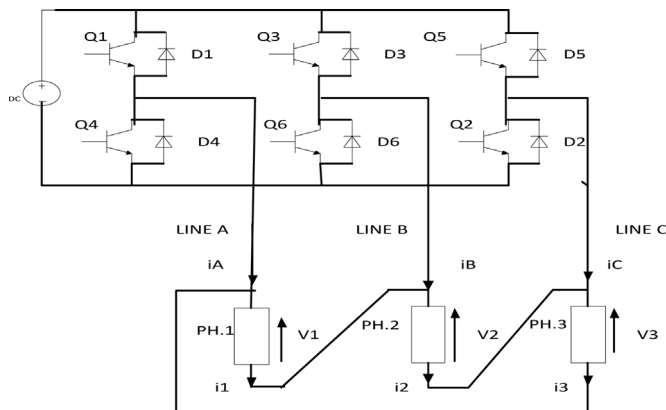 Q1 D1 Q3 D3 Q5 D5
+
DC
-
Q4 D4 Q6 D6 Q2 D2
LINE A LINE B LINE C
iA iB iC
PH.1 V1 PH.2 V2 PH.3 V3
i1 i2 i3